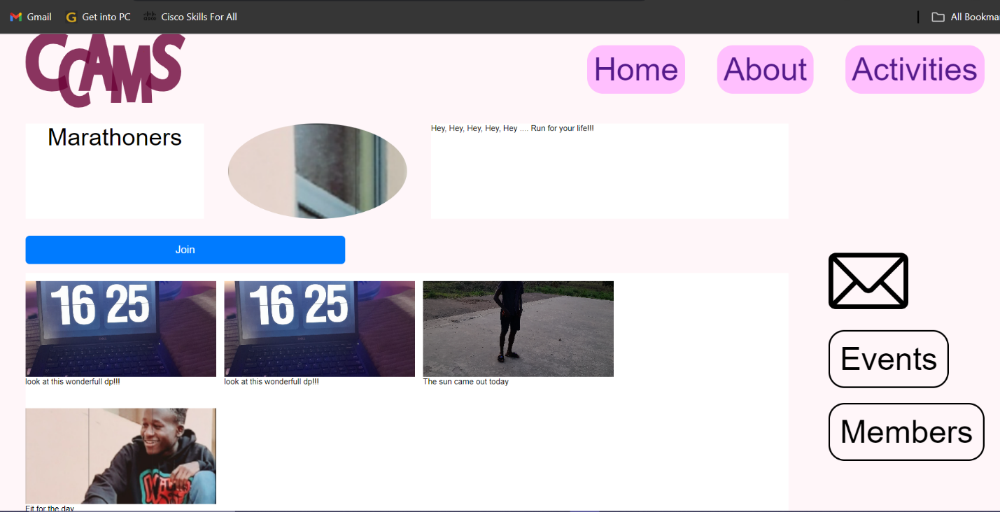 Gmail Get into PC Cisco Skills For All All Bookma
CCAMS Home About Activities
Marathoners
Hey, Hey, Hey, Hey, Hey .... Run for your life!!!
Join
16 25 16 25
look at this wonderfull dp!!! look at this wonderfull dp!!! The sun came out today
Events
Members
Fit for the day